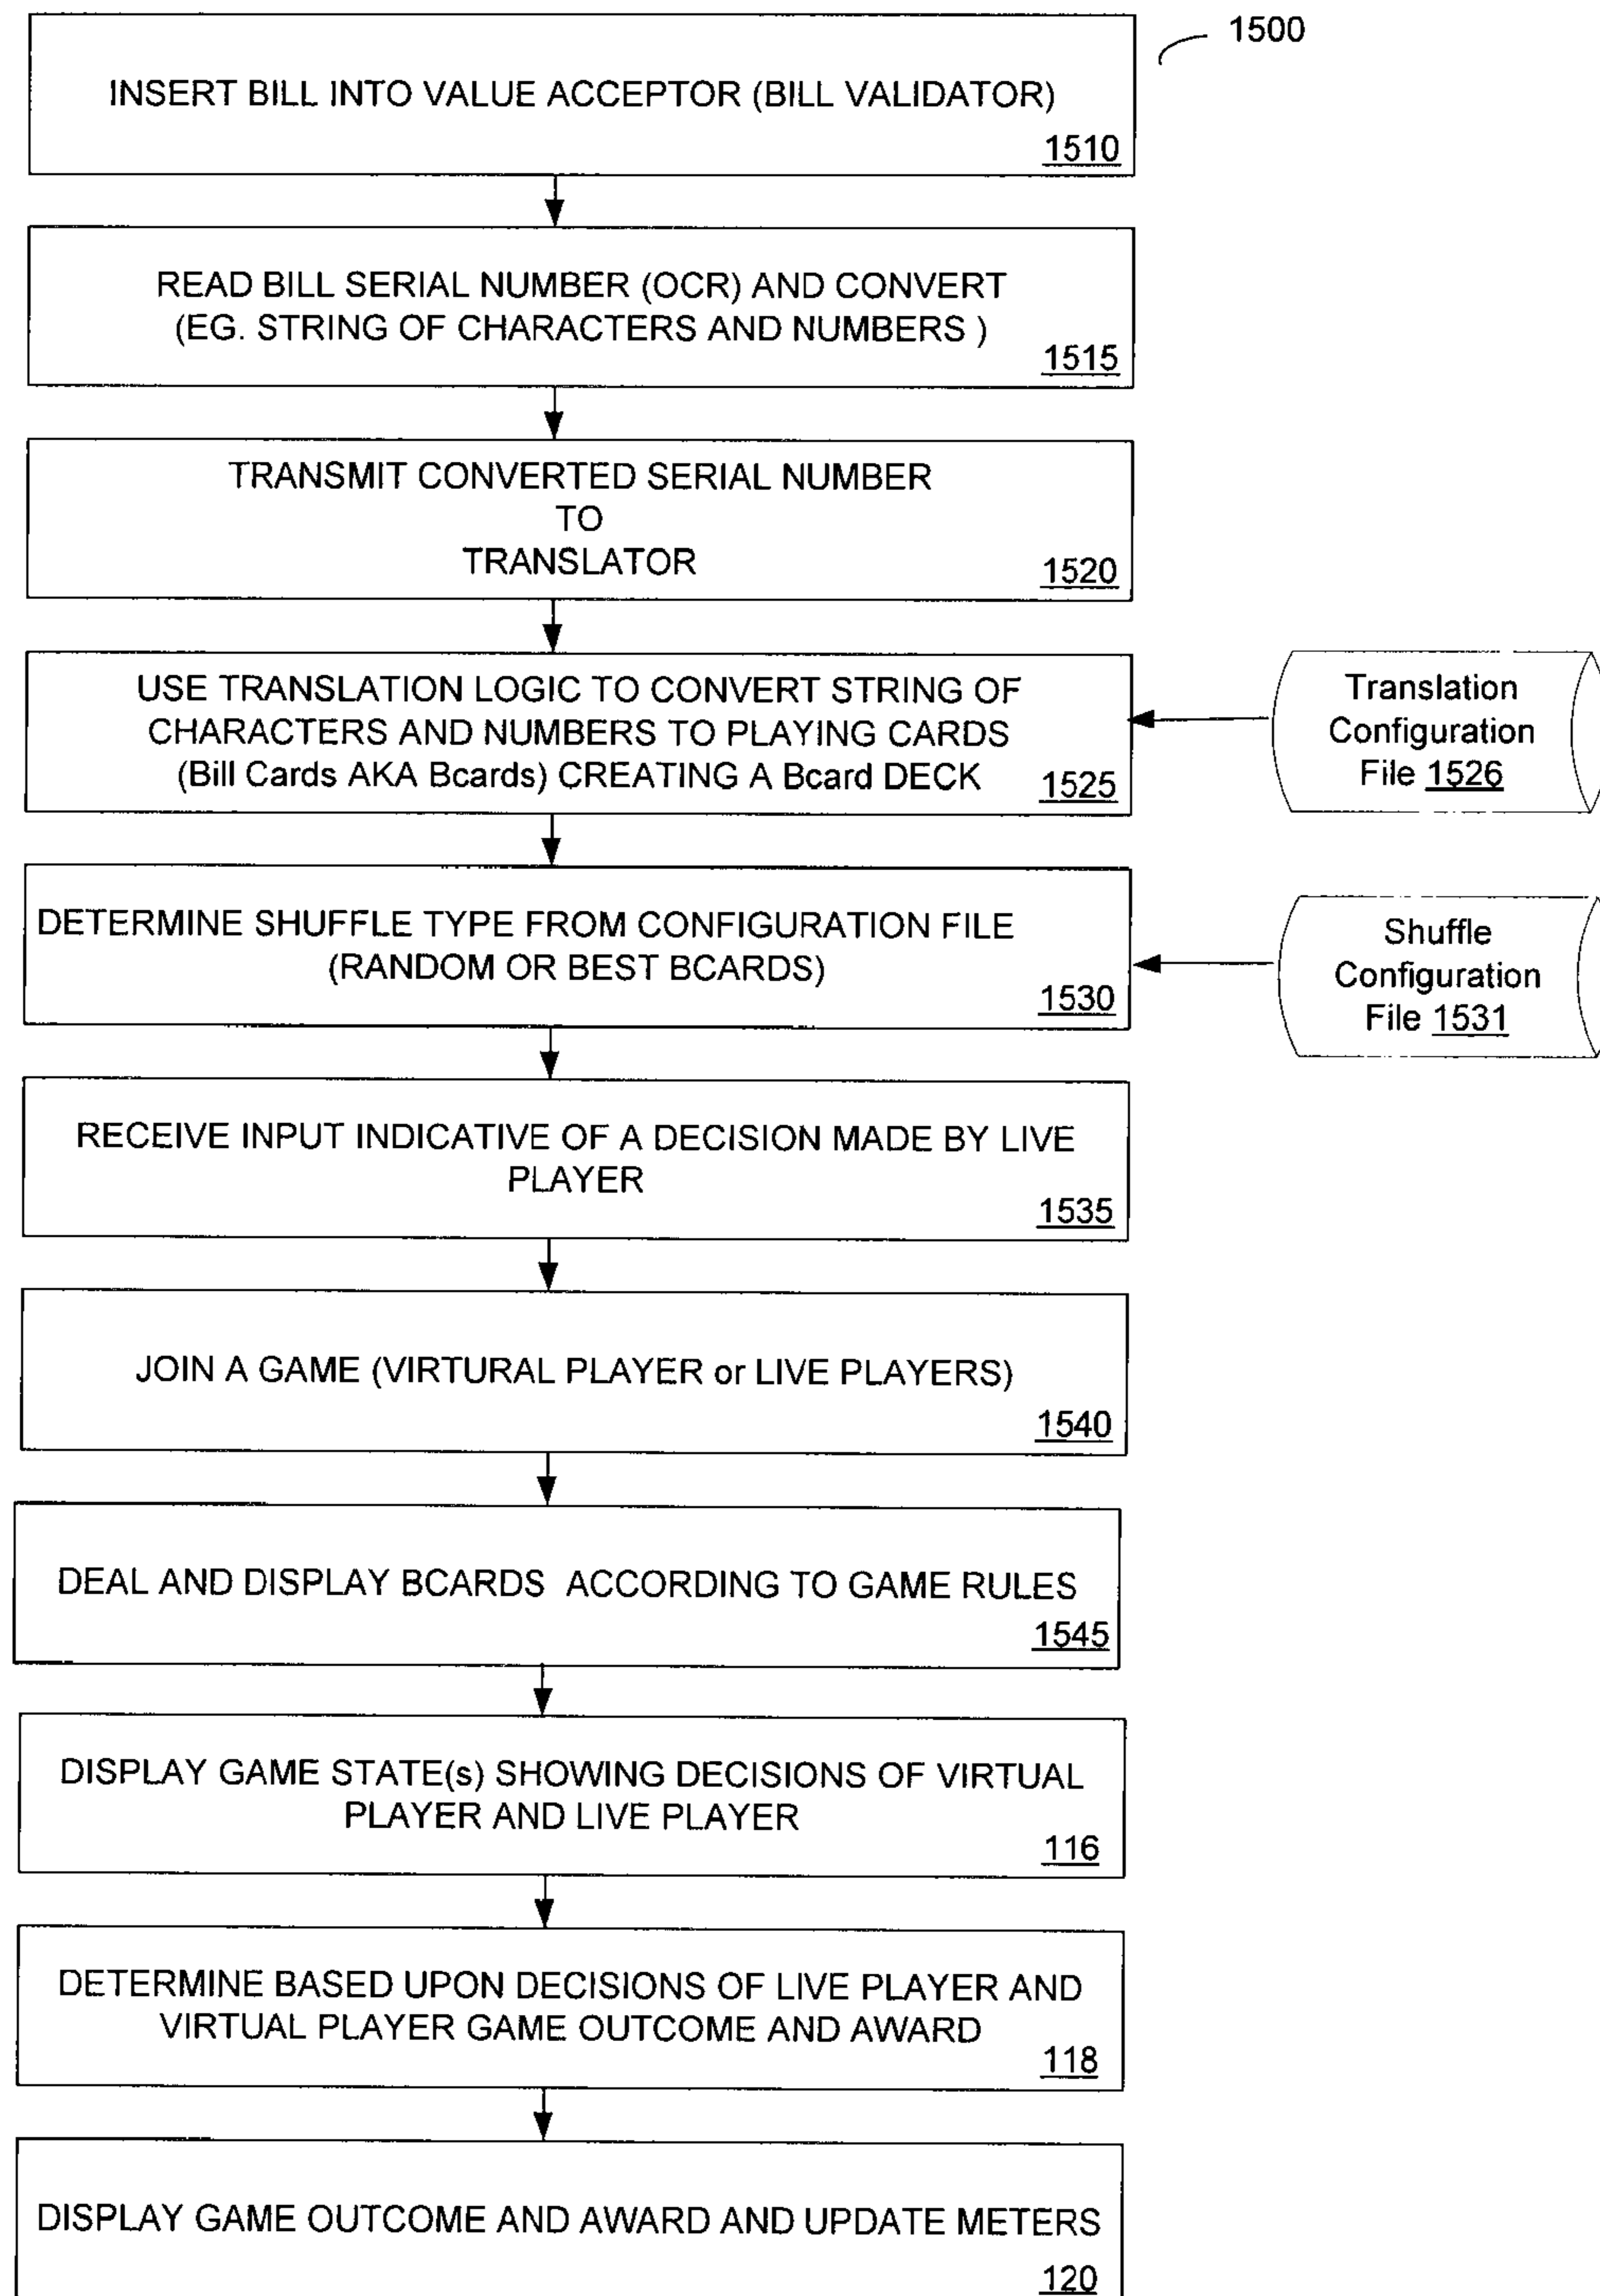 1500
INSERT BILL INTO VALUE ACCEPTOR (BILL VALIDATOR)
1510
READ BILL SERIAL NUMBER (OCR) AND CONVERT
(EG. STRING OF CHARACTERS AND NUMBERS )
1515
TRANSMIT CONVERTED SERIAL NUMBER
TO
TRANSLATOR
1520
USE TRANSLATION LOGIC TO CONVERT STRING OF
CHARACTERS AND NUMBERS TO PLAYING CARDS
(Bill Cards AKA Bcards) CREATING A Bcard DECK
1525
Translation
Configuration
File 1526
DETERMINE SHUFFLE TYPE FROM CONFIGURATION FILE
(RANDOM OR BEST BCARDS)
1530
Shuffle
Configuration
File 1531
RECEIVE INPUT INDICATIVE OF A DECISION MADE BY LIVE
PLAYER
1535
JOIN A GAME (VIRTURAL PLAYER or LIVE PLAYERS)
1540
DEAL AND DISPLAY BCARDS ACCORDING TO GAME RULES
1545
DISPLAY GAME STATE(s) SHOWING DECISIONS OF VIRTUAL
PLAYER AND LIVE PLAYER
116
DETERMINE BASED UPON DECISIONS OF LIVE PLAYER AND
VIRTUAL PLAYER GAME OUTCOME AND AWARD
118
DISPLAY GAME OUTCOME AND AWARD AND UPDATE METERS
120